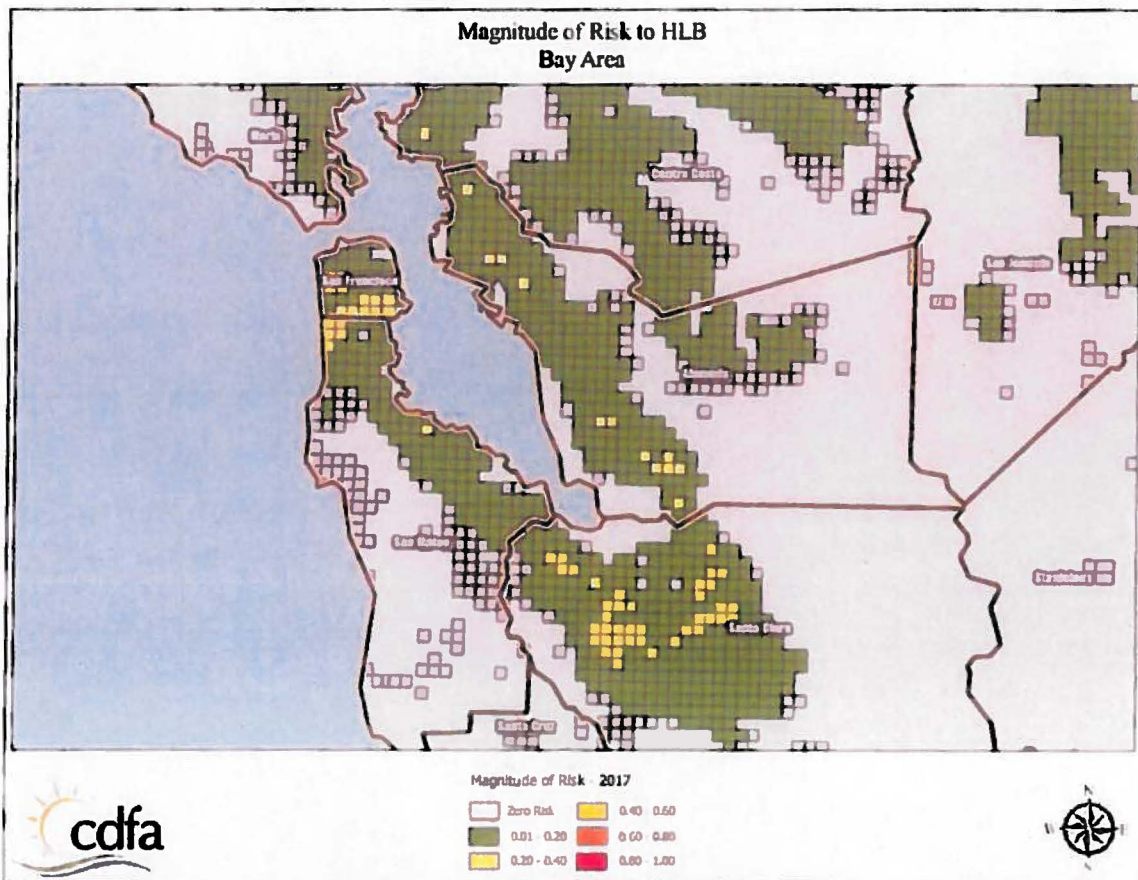 Magnitude of Risk to HLB
Bay Area
Marin
Contra Costa
San Francisco
San Joaquin
Alameda
San Mateo
Stanislaus
Santa Clara
Santa Cruz
Magnitude of Risk - 2017
Zero Risk
0.40 - 0.60
0.01 - 0.20
0.60 - 0.80
0.20 - 0.40
0.80 - 1.00
cdfa
N
W
E